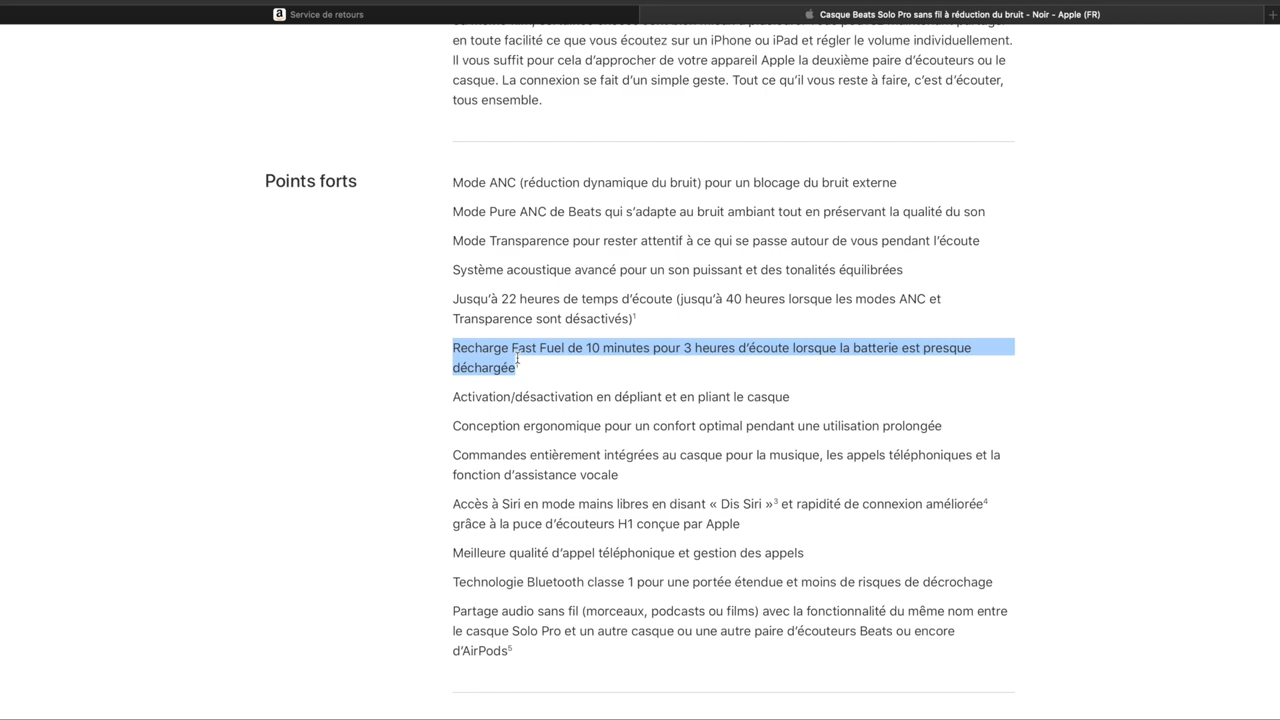 Service de retours
Casque Beats Solo Pro sans fil à réduction du bruit - Noir - Apple (FR)
en toute facilité ce que vous écoutez sur un iPhone ou iPad et régler le volume individuellement.
Il vous suffit pour cela d’approcher de votre appareil Apple la deuxième paire d’écouteurs ou le
casque. La connexion se fait d’un simple geste. Tout ce qu’il vous reste à faire, c’est d’écouter,
tous ensemble.
Points forts
Mode ANC (réduction dynamique du bruit) pour un blocage du bruit externe
Mode Pure ANC de Beats qui s’adapte au bruit ambiant tout en préservant la qualité du son
Mode Transparence pour rester attentif à ce qui se passe autour de vous pendant l’écoute
Système acoustique avancé pour un son puissant et des tonalités équilibrées
Jusqu’à 22 heures de temps d’écoute (jusqu’à 40 heures lorsque les modes ANC et
Transparence sont désactivés)¹
Recharge Fast Fuel de 10 minutes pour 3 heures d’écoute lorsque la batterie est presque
déchargée
Activation/désactivation en dépliant et en pliant le casque
Conception ergonomique pour un confort optimal pendant une utilisation prolongée
Commandes entièrement intégrées au casque pour la musique, les appels téléphoniques et la
fonction d’assistance vocale
Accès à Siri en mode mains libres en disant « Dis Siri »³ et rapidité de connexion améliorée⁴
grâce à la puce d’écouteurs H1 conçue par Apple
Meilleure qualité d’appel téléphonique et gestion des appels
Technologie Bluetooth classe 1 pour une portée étendue et moins de risques de décrochage
Partage audio sans fil (morceaux, podcasts ou films) avec la fonctionnalité du même nom entre
le casque Solo Pro et un autre casque ou une autre paire d’écouteurs Beats ou encore
d’AirPods⁵